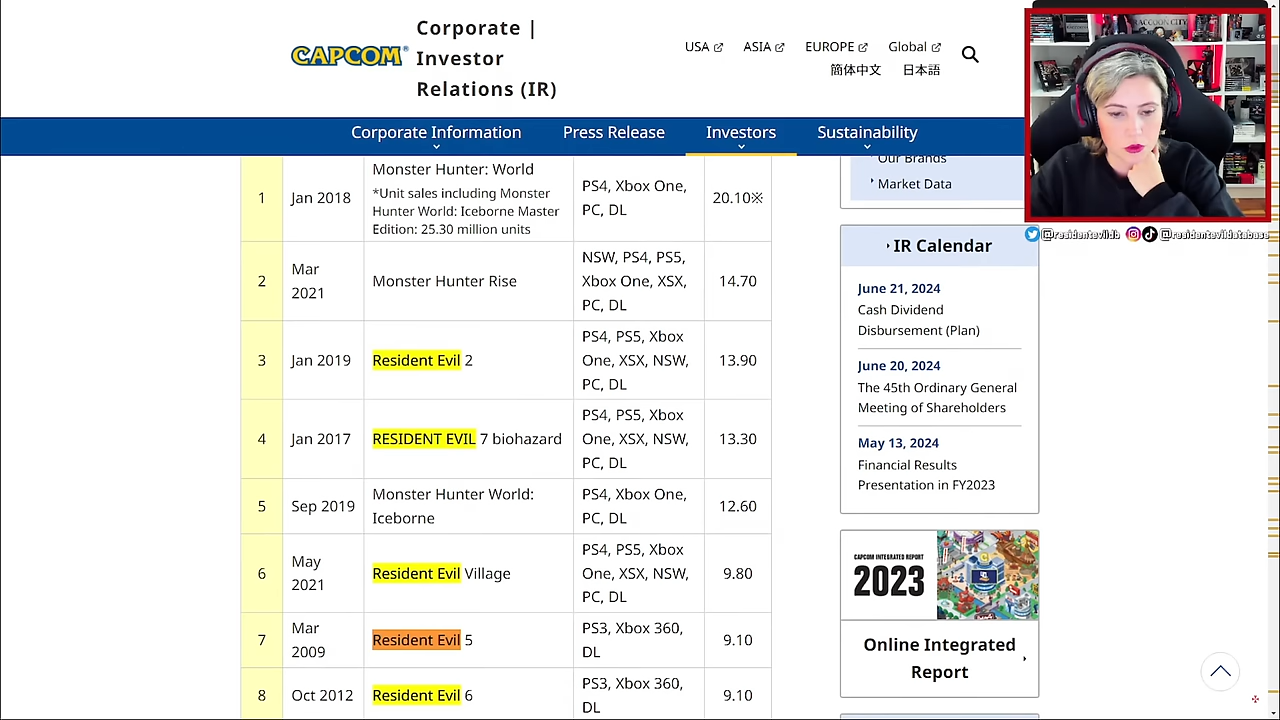 CAPCOM
Corporate |
Investor
Relations (IR)
USA
ASIA
EUROPE
Global
簡体中文
日本語
Corporate Information
Press Release
Investors
Sustainability
1
Jan 2018
Monster Hunter: World
*Unit sales including Monster
Hunter World: Iceborne Master
Edition: 25.30 million units
PS4, Xbox One,
PC, DL
20.10※
2
Mar
2021
Monster Hunter Rise
NSW, PS4, PS5,
Xbox One, XSX,
PC, DL
14.70
3
Jan 2019
Resident Evil 2
PS4, PS5, Xbox
One, XSX, NSW,
PC, DL
13.90
4
Jan 2017
RESIDENT EVIL 7 biohazard
PS4, PS5, Xbox
One, XSX, NSW,
PC, DL
13.30
5
Sep 2019
Monster Hunter World:
Iceborne
PS4, Xbox One,
PC, DL
12.60
6
May
2021
Resident Evil Village
PS4, PS5, Xbox
One, XSX, NSW,
PC, DL
9.80
7
Mar
2009
Resident Evil 5
PS3, Xbox 360,
DL
9.10
8
Oct 2012
Resident Evil 6
PS3, Xbox 360,
DL
9.10
Our Brands
Market Data
IR Calendar
June 21, 2024
Cash Dividend
Disbursement (Plan)
June 20, 2024
The 45th Ordinary General
Meeting of Shareholders
May 13, 2024
Financial Results
Presentation in FY2023
CAPCOM INTEGRATED REPORT
2023
Online Integrated
Report
RACCOON CITY
@residentevildb
@residentevildatabase